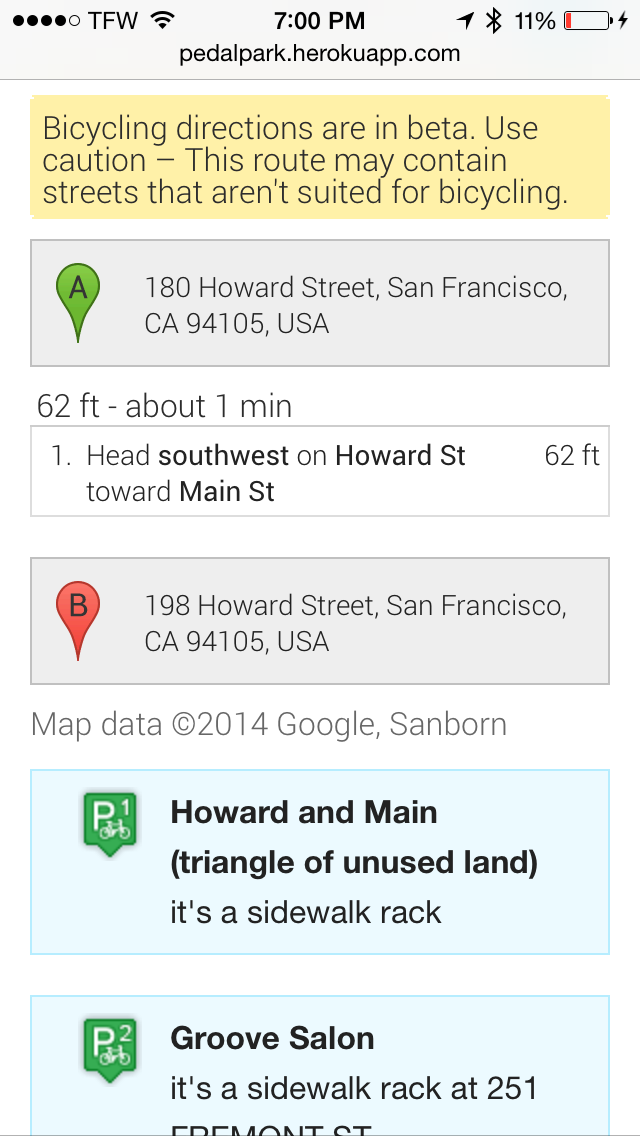 TFW 7:00 PM 11%
pedalpark.herokuapp.com
Bicycling directions are in beta. Use
caution – This route may contain
streets that aren't suited for bicycling.
A
180 Howard Street, San Francisco,
CA 94105, USA
62 ft - about 1 min
1. Head southwest on Howard St 62 ft
toward Main St
B
198 Howard Street, San Francisco,
CA 94105, USA
Map data ©2014 Google, Sanborn
P1
Howard and Main
(triangle of unused land)
it's a sidewalk rack
P2
Groove Salon
it's a sidewalk rack at 251
FREMONT ST